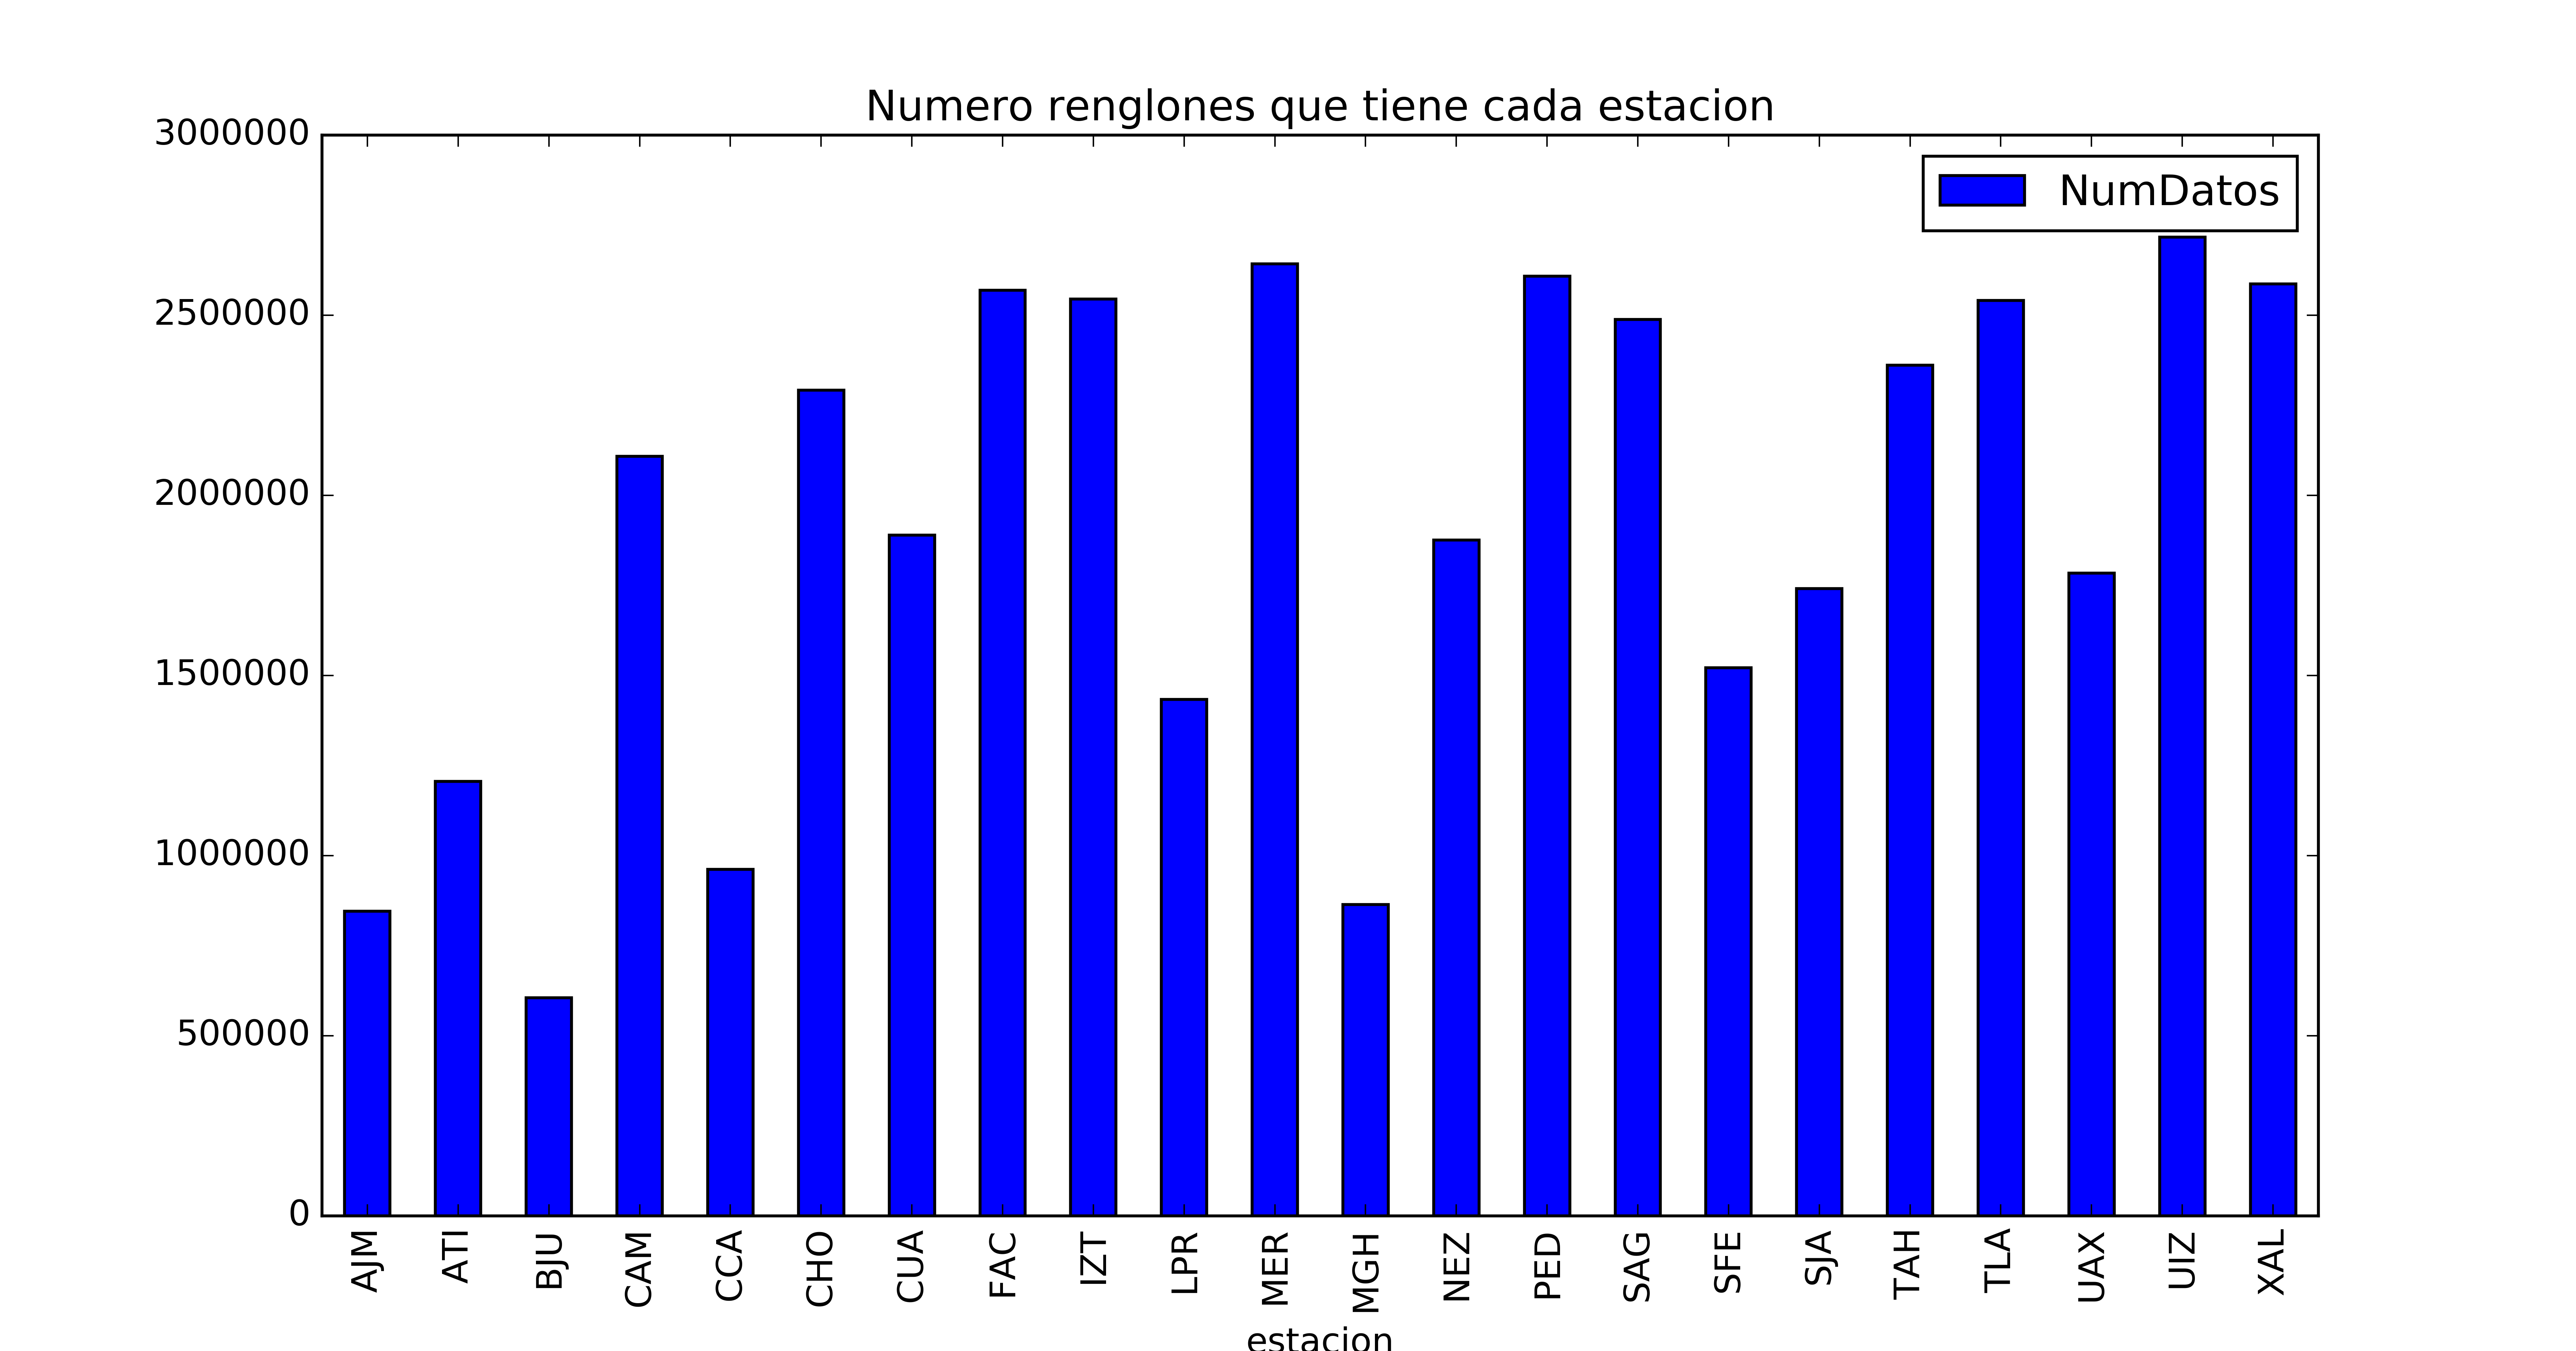 Numero renglones que tiene cada estacion
3000000
2500000
2000000
1500000
1000000
500000
0
NumDatos
AJM
ATI
BJU
CAM
CCA
CHO
CUA
FAC
IZT
LPR
MER
MGH
NEZ
PED
SAG
SFE
SJA
TAH
TLA
UAX
UIZ
XAL
estacion